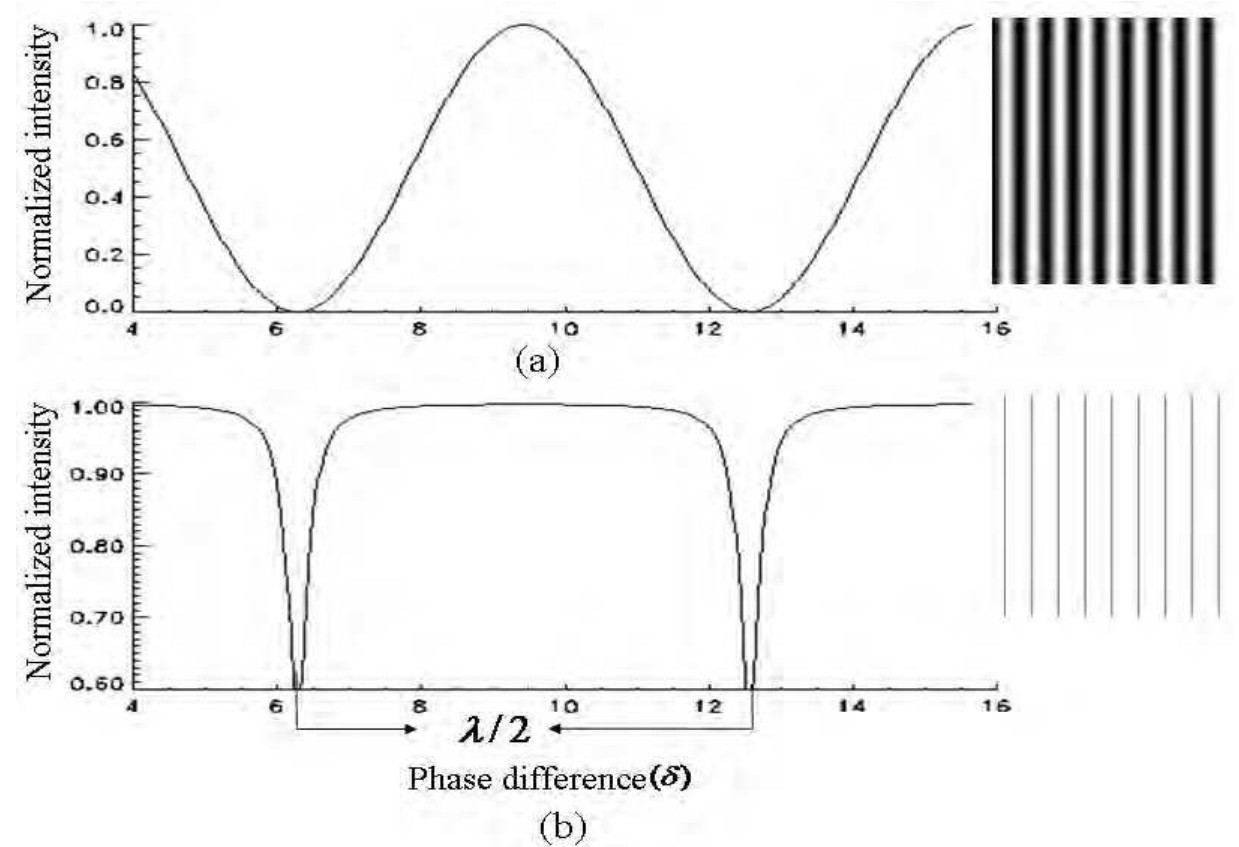 Normalized intensity
1.0
0.8
0.6
0.4
0.2
0.0
4 6 8 10 12 14 16
(a)
Normalized intensity
1.00
0.90
0.80
0.70
0.60
4 6 8 10 12 14 16
λ/2
Phase difference(δ)
(b)